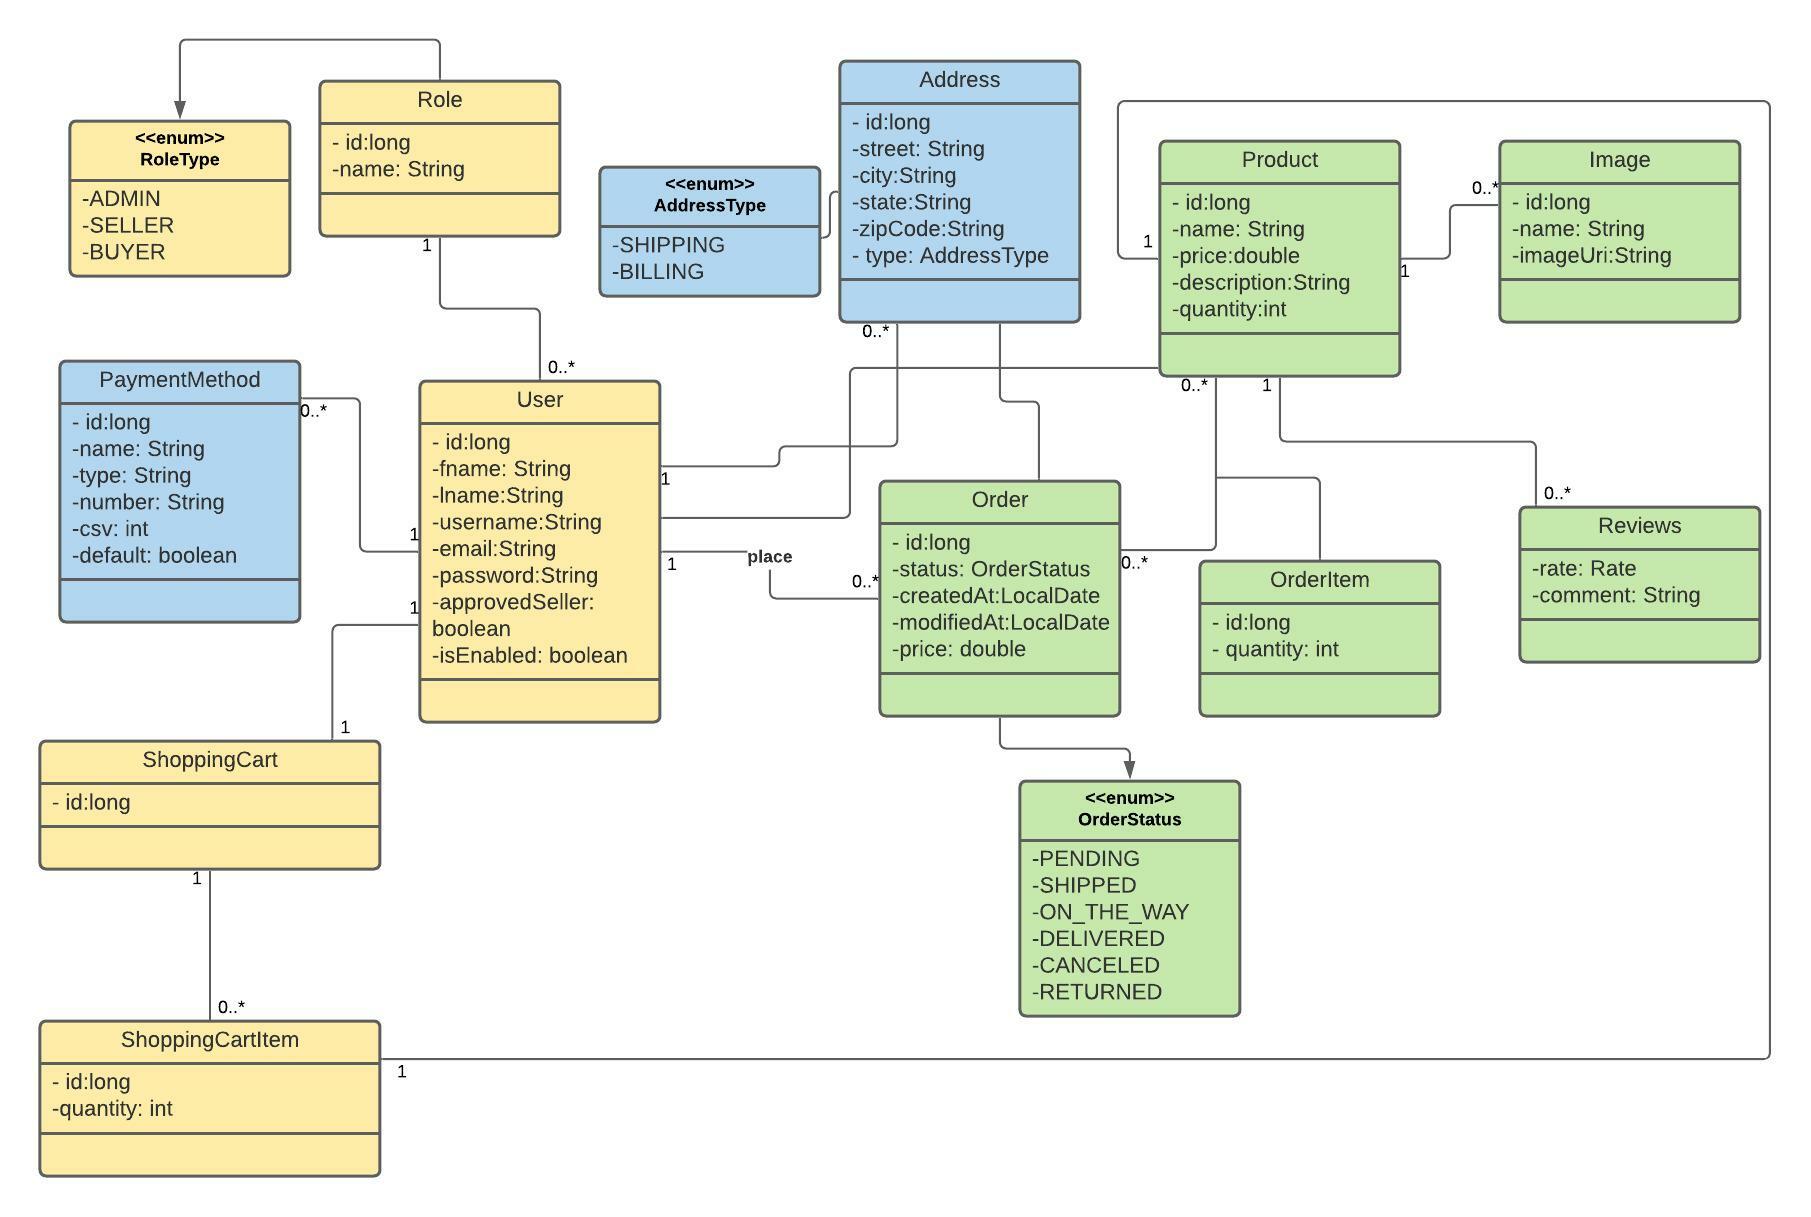 Role
- id:long
-name: String
1
<<enum>>
RoleType
-ADMIN
-SELLER
-BUYER
<<enum>>
AddressType
-SHIPPING
-BILLING
Address
- id:long
-street: String
-city:String
-state:String
-zipCode:String
- type: AddressType
0..*
Product
- id:long
-name: String
-price:double
-description:String
-quantity:int
1
1
0..*
1
Image
- id:long
-name: String
-imageUri:String
0..*
PaymentMethod
- id:long
-name: String
-type: String
-number: String
-csv: int
-default: boolean
0..*
0..*
User
- id:long
-fname: String
-lname:String
-username:String
-email:String
-password:String
-approvedSeller:
boolean
-isEnabled: boolean
1
1
1
1
place
0..*
Order
- id:long
-status: OrderStatus
-createdAt:LocalDate
-modifiedAt:LocalDate
-price: double
0..*
OrderItem
- id:long
- quantity: int
0..*
Reviews
-rate: Rate
-comment: String
1
ShoppingCart
- id:long
1
<<enum>>
OrderStatus
-PENDING
-SHIPPED
-ON_THE_WAY
-DELIVERED
-CANCELED
-RETURNED
0..*
ShoppingCartItem
- id:long
-quantity: int
1